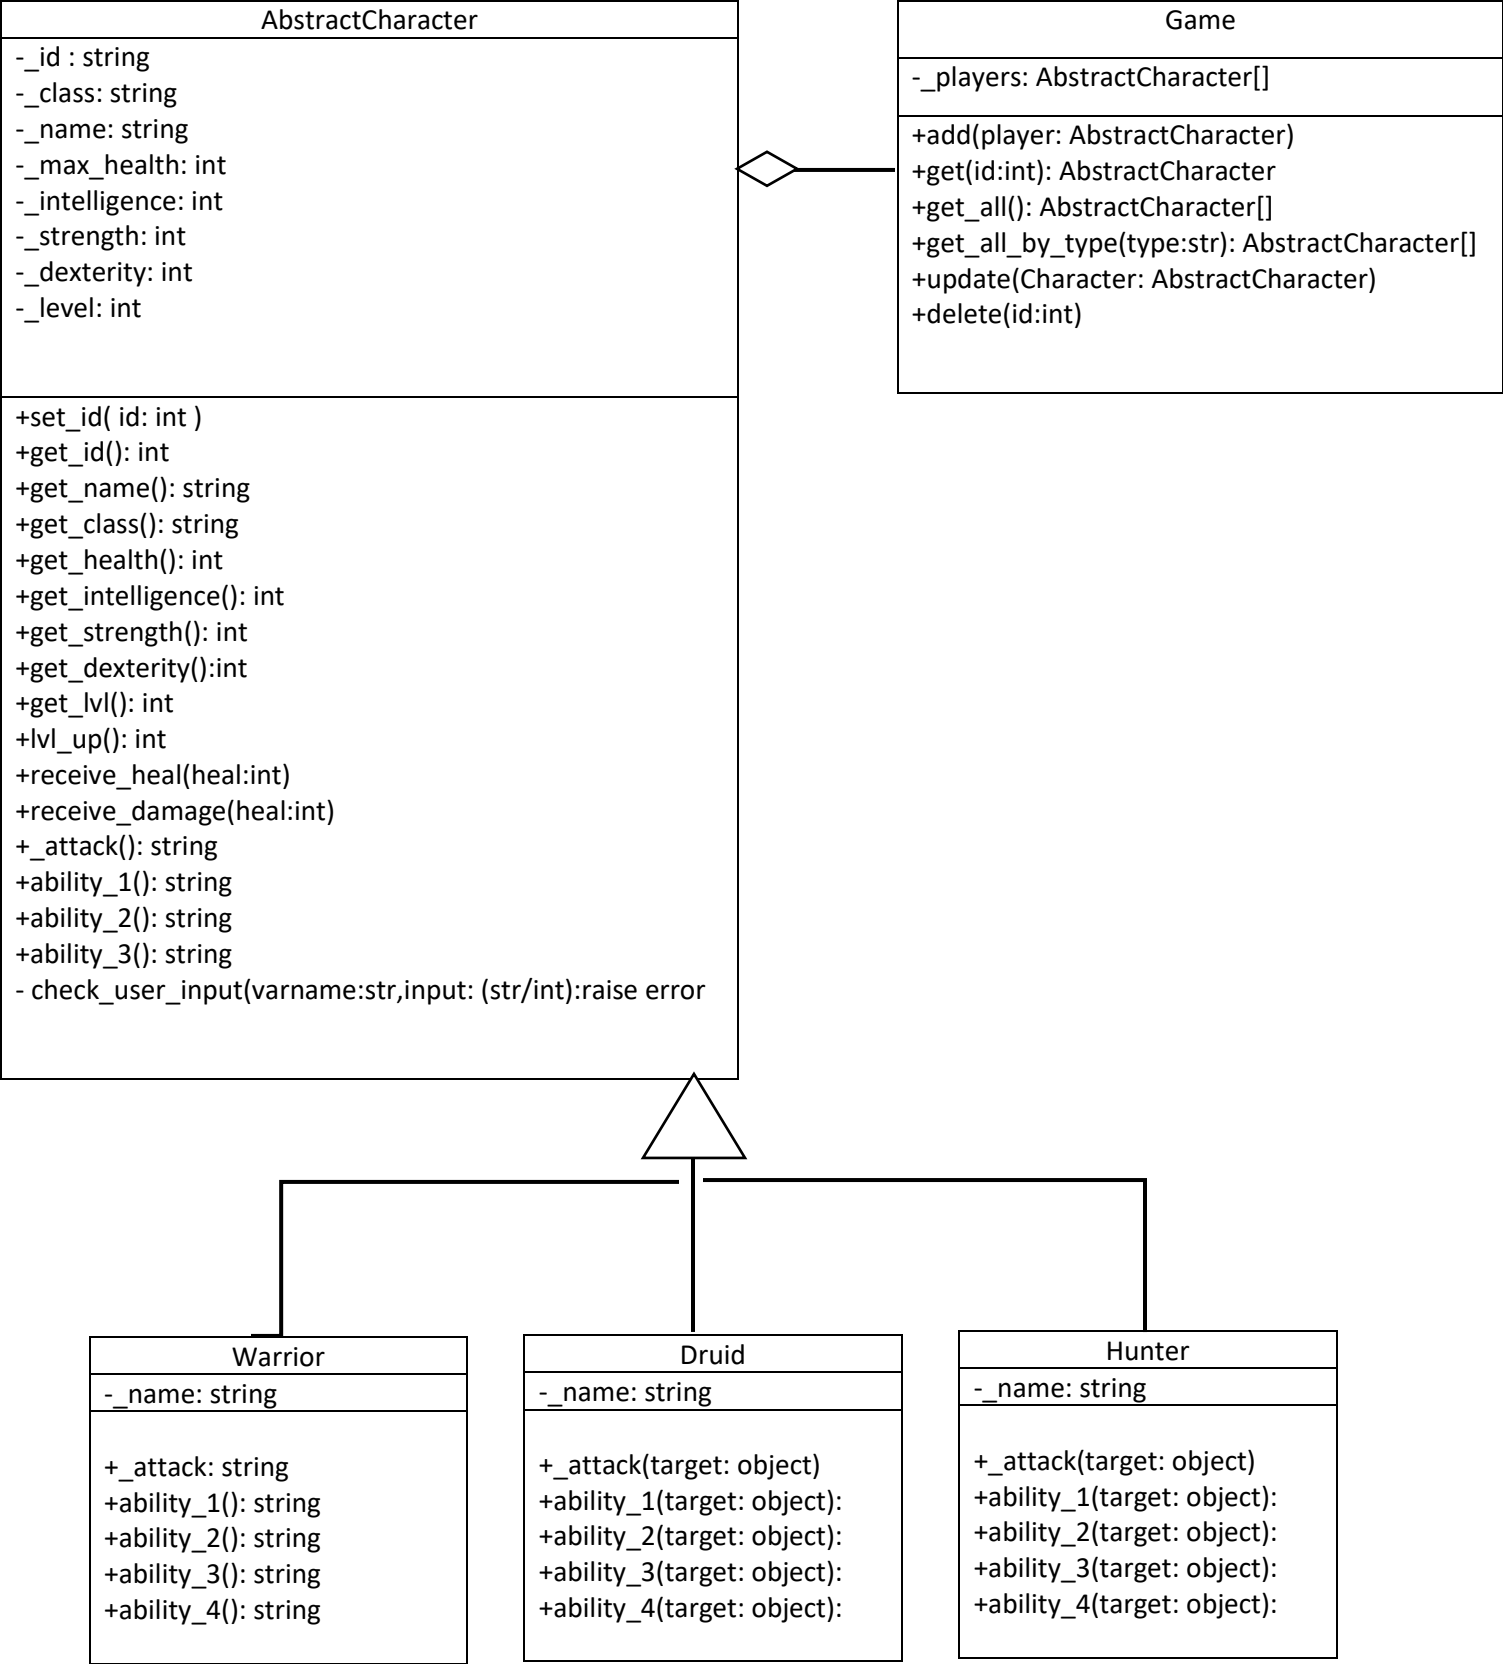 AbstractCharacter
-_id : string
-_class: string
-_name: string
-_max_health: int
-_intelligence: int
-_strength: int
-_dexterity: int
-_level: int
+set_id( id: int )
+get_id(): int
+get_name(): string
+get_class(): string
+get_health(): int
+get_intelligence(): int
+get_strength(): int
+get_dexterity():int
+get_lvl(): int
+lvl_up(): int
+receive_heal(heal:int)
+receive_damage(heal:int)
+_attack(): string
+ability_1(): string
+ability_2(): string
+ability_3(): string
- check_user_input(varname:str,input: (str/int):raise error
Game
-_players: AbstractCharacter[]
+add(player: AbstractCharacter)
+get(id:int): AbstractCharacter
+get_all(): AbstractCharacter[]
+get_all_by_type(type:str): AbstractCharacter[]
+update(Character: AbstractCharacter)
+delete(id:int)
Warrior
-_name: string
+_attack: string
+ability_1(): string
+ability_2(): string
+ability_3(): string
+ability_4(): string
Druid
-_name: string
+_attack(target: object)
+ability_1(target: object):
+ability_2(target: object):
+ability_3(target: object):
+ability_4(target: object):
Hunter
-_name: string
+_attack(target: object)
+ability_1(target: object):
+ability_2(target: object):
+ability_3(target: object):
+ability_4(target: object):